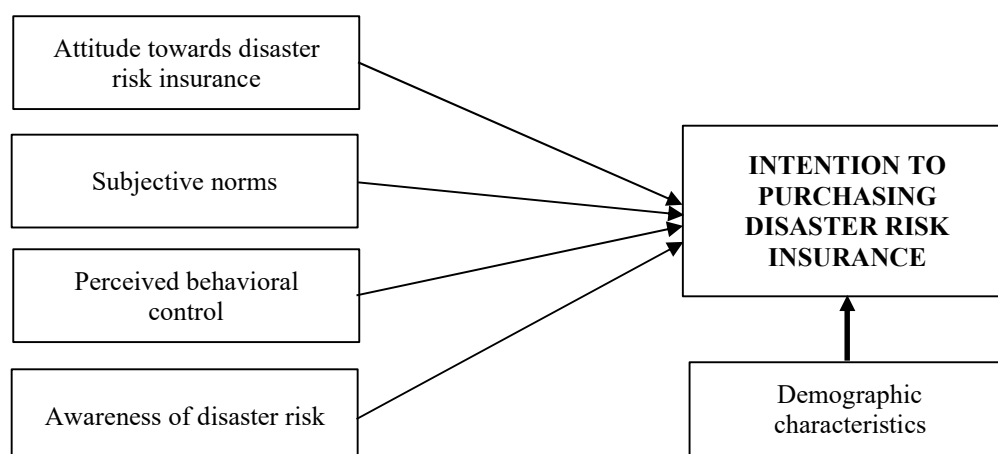 Attitude towards disaster
risk insurance
Subjective norms
Perceived behavioral
control
Awareness of disaster risk
INTENTION TO
PURCHASING
DISASTER RISK
INSURANCE
Demographic
characteristics